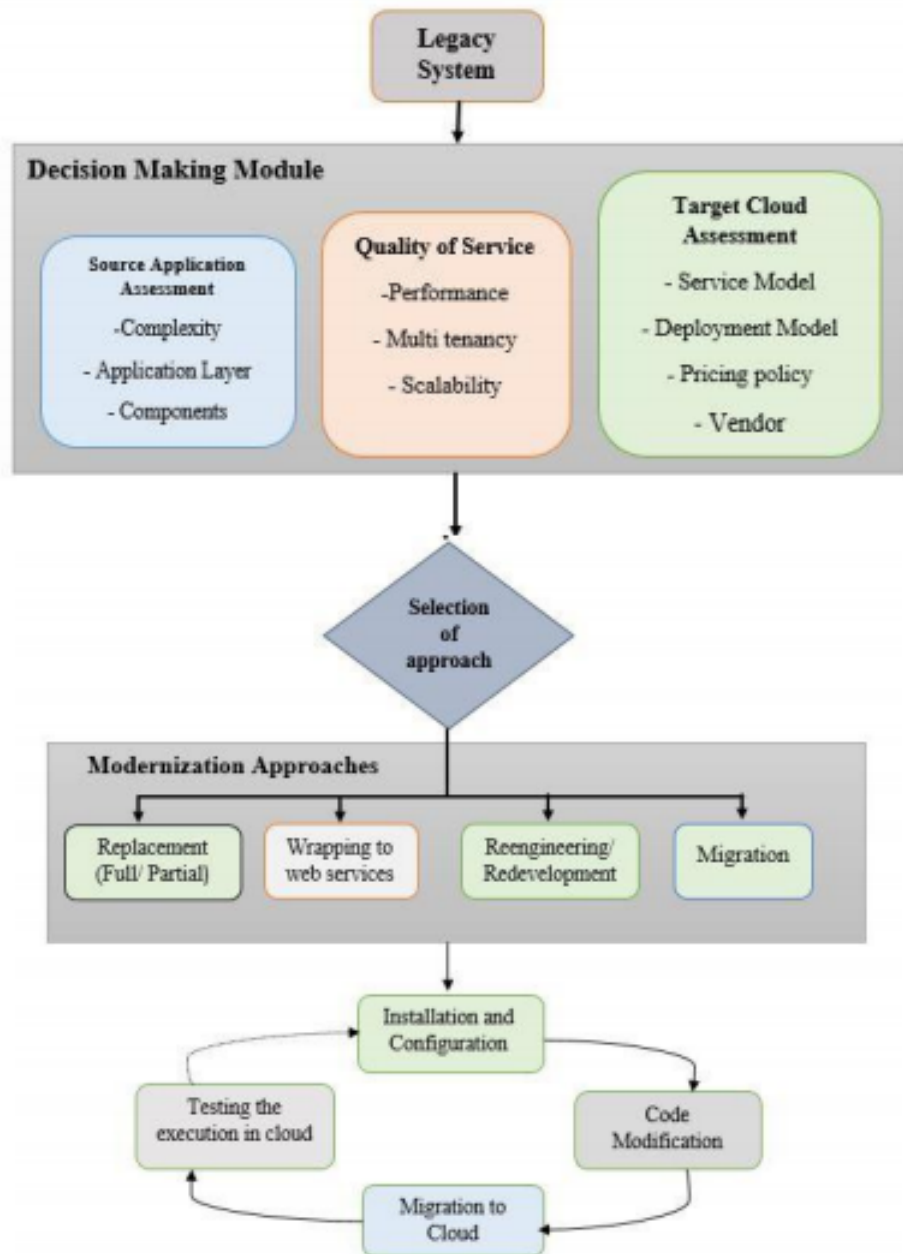 Legacy
System
Decision Making Module
Source Application
Assessment
-Complexity
- Application Layer
- Components
Quality of Service
-Performance
- Multi tenancy
- Scalability
Target Cloud
Assessment
- Service Model
- Deployment Model
- Pricing policy
- Vendor
Selection
of
approach
Modernization Approaches
Replacement
(Full/ Partial)
Wrapping to
web services
Reengineering/
Redevelopment
Migration
Installation and
Configuration
Testing the
execution in cloud
Code
Modification
Migration to
Cloud